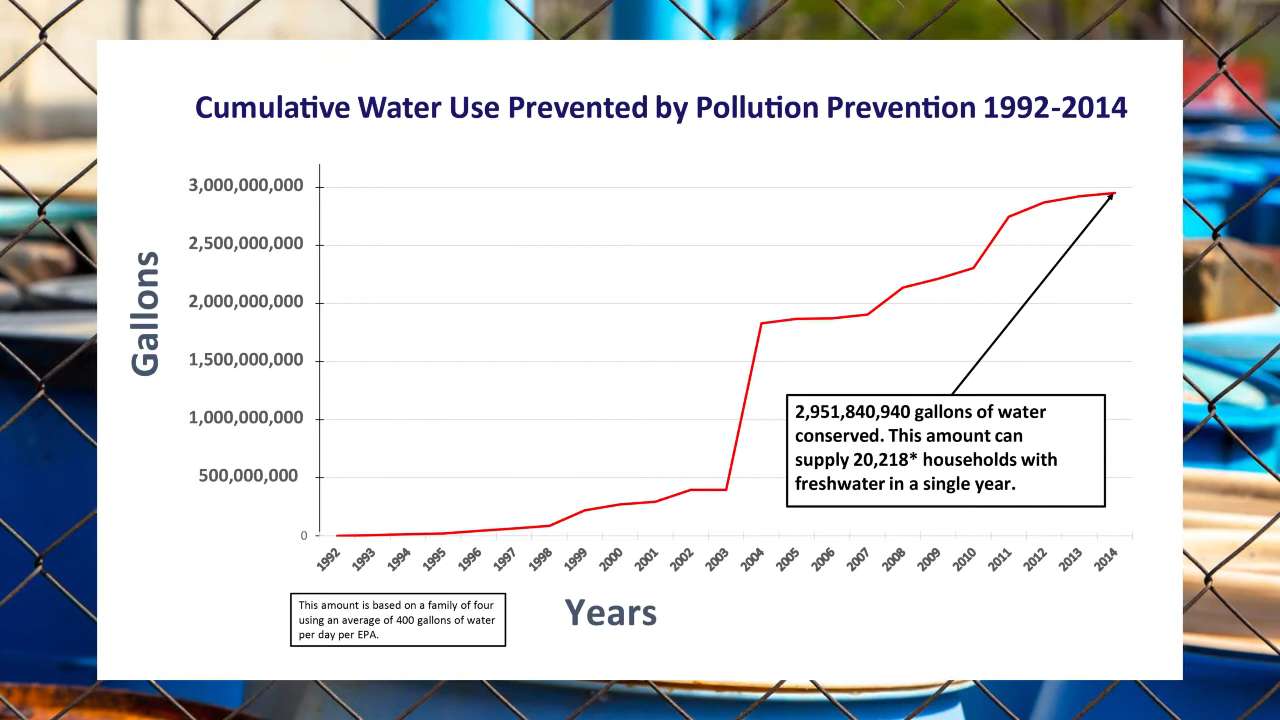 Cumulative Water Use Prevented by Pollution Prevention 1992-2014
3,000,000,000
2,500,000,000
2,000,000,000
1,500,000,000
1,000,000,000
500,000,000
0
Gallons
2,951,840,940 gallons of water
conserved. This amount can
supply 20,218* households with
freshwater in a single year.
1992 1993 1994 1995 1996 1997 1998 1999 2000 2001 2002 2003 2004 2005 2006 2007 2008 2009 2010 2011 2012 2013 2014
Years
This amount is based on a family of four
using an average of 400 gallons of water
per day per EPA.